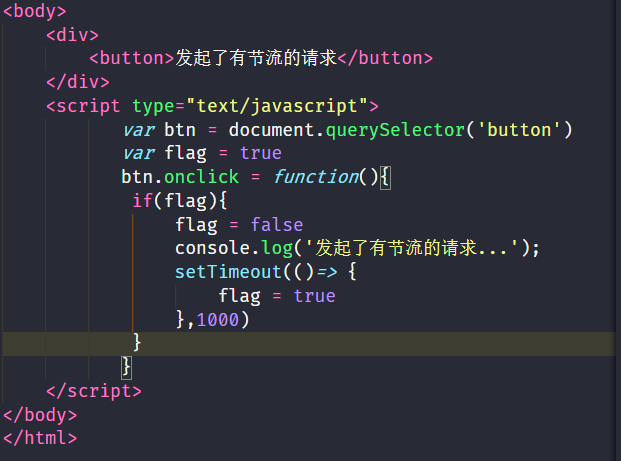 <body>
<div>
<button>发起了有节流的请求</button>
</div>
<script type="text/javascript">
var btn = document.querySelector('button')
var flag = true
btn.onclick = function(){
if(flag){
flag = false
console.log('发起了有节流的请求...');
setTimeout(()=> {
flag = true
},1000)
}
}
</script>
</body>
</html>